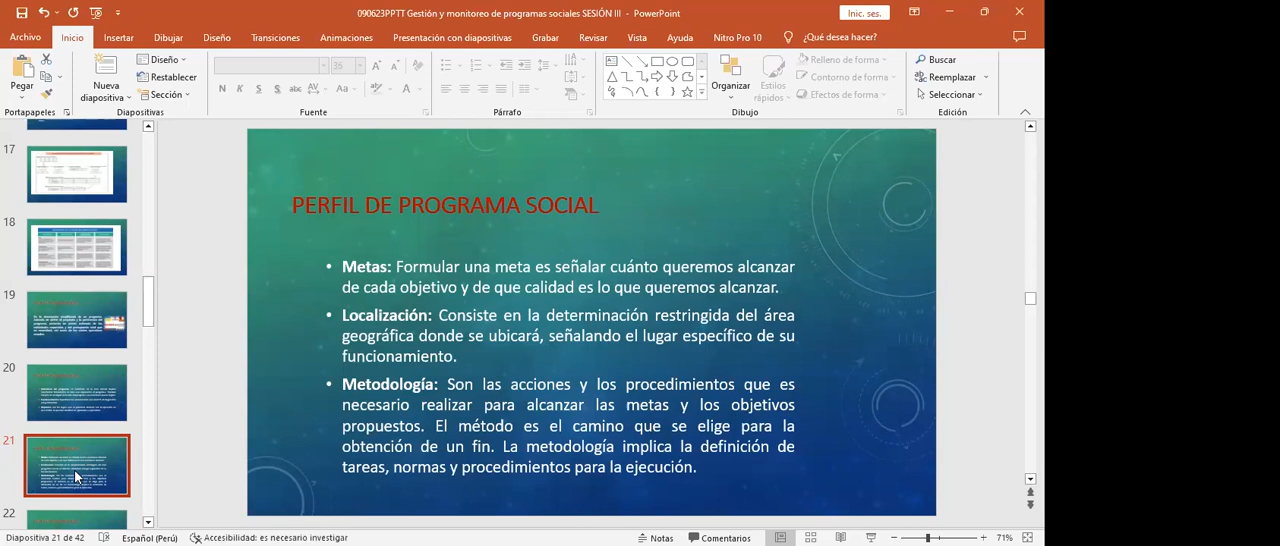 090623PPTT Gestión y monitoreo de programas sociales SESIÓN III - PowerPoint
Inic. ses.
Archivo Inicio Insertar Dibujar Diseño Transiciones Animaciones Presentación con diapositivas Grabar Revisar Vista Ayuda Nitro Pro 10 ¿Qué desea hacer?
Pegar
Nueva
diapositiva
Diseño
Restablecer
Sección
36
N K S S abc AV Aa
Organizar
Estilos
rápidos
Relleno de forma
Contorno de forma
Efectos de forma
Buscar
Reemplazar
Seleccionar
Portapapeles Diapositivas Fuente Párrafo Dibujo Edición
17
18
19
20
21
22
PERFIL DE PROGRAMA SOCIAL
• Metas: Formular una meta es señalar cuánto queremos alcanzar
de cada objetivo y de que calidad es lo que queremos alcanzar.
• Localización: Consiste en la determinación restringida del área
geográfica donde se ubicará, señalando el lugar específico de su
funcionamiento.
• Metodología: Son las acciones y los procedimientos que es
necesario realizar para alcanzar las metas y los objetivos
propuestos. El método es el camino que se elige para la
obtención de un fin. La metodología implica la definición de
tareas, normas y procedimientos para la ejecución.
Diapositiva 21 de 42 Español (Perú) Accesibilidad: es necesario investigar Notas Comentarios 71%